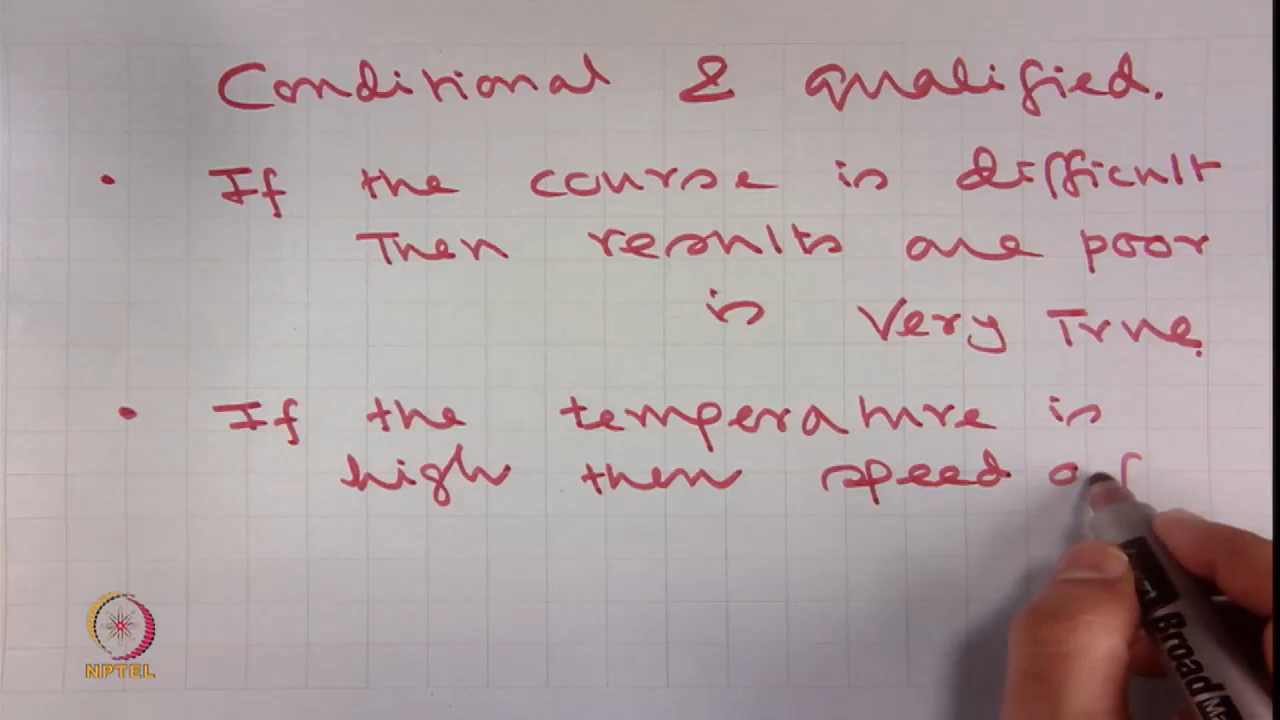 Conditional & qualified.
• If the course is difficult
Then results are poor
is Very True.
• If the temperature is
high then speed of
NPTEL
Broad